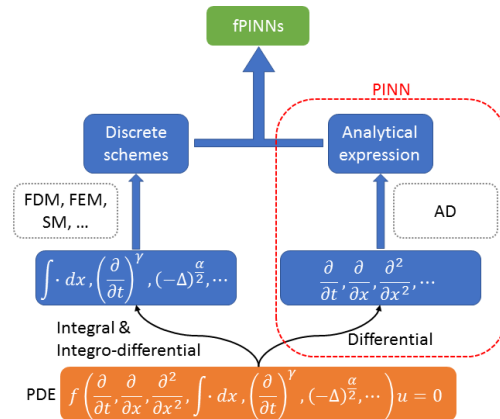 fPINNs
PINN
Discrete
schemes
Analytical
expression
FDM, FEM,
SM, ...
AD
∫· dx, (∂/∂t)^γ, (−Δ)^(α/2), ⋯
∂/∂t, ∂/∂x, ∂²/∂x², ⋯
Integral &
Integro-differential
Differential
PDE f(∂/∂t, ∂/∂x, ∂²/∂x², ∫· dx, (∂/∂t)^γ, (−Δ)^(α/2), ⋯) u = 0